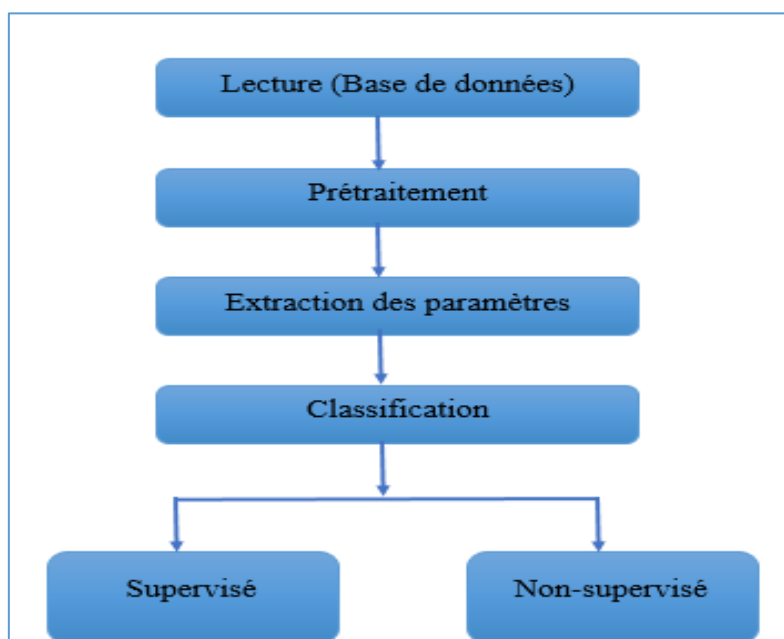 Lecture (Base de données)
Prétraitement
Extraction des paramètres
Classification
Supervisé
Non-supervisé